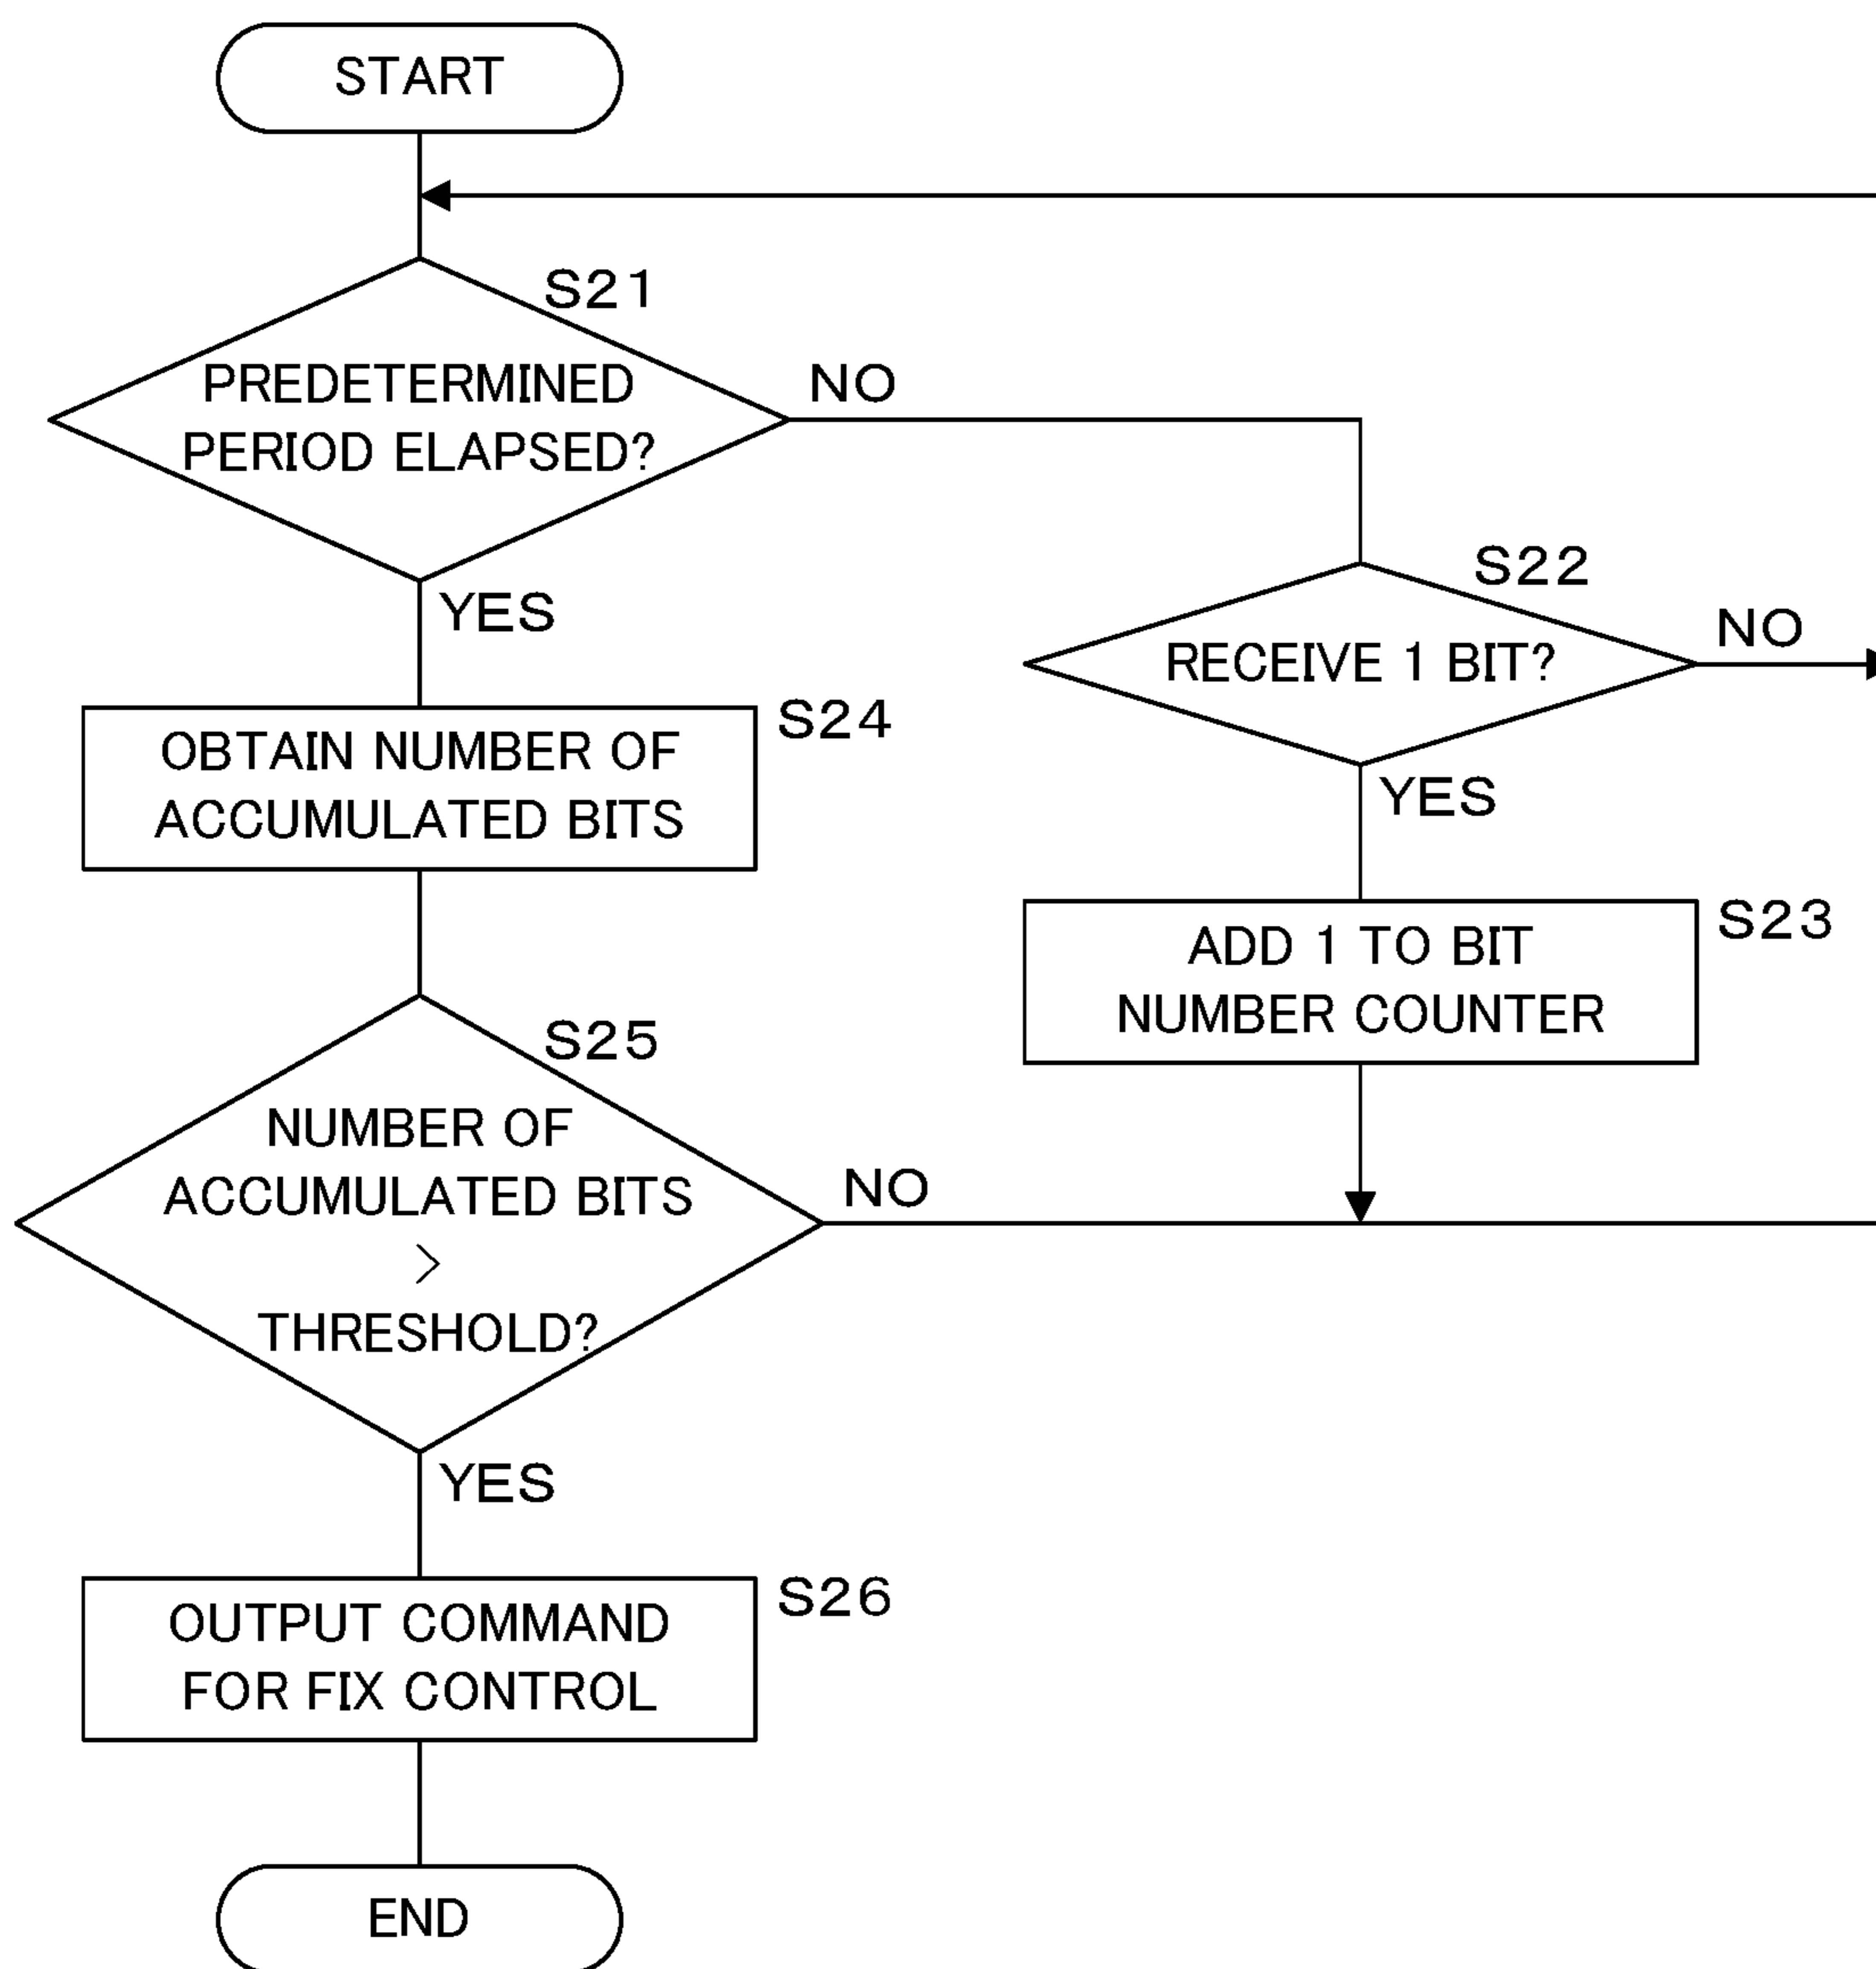 START
S21
PREDETERMINED
PERIOD ELAPSED?
NO
YES
S22
RECEIVE 1 BIT?
NO
YES
S24
OBTAIN NUMBER OF
ACCUMULATED BITS
S23
ADD 1 TO BIT
NUMBER COUNTER
S25
NUMBER OF
ACCUMULATED BITS
>
THRESHOLD?
NO
YES
S26
OUTPUT COMMAND
FOR FIX CONTROL
END